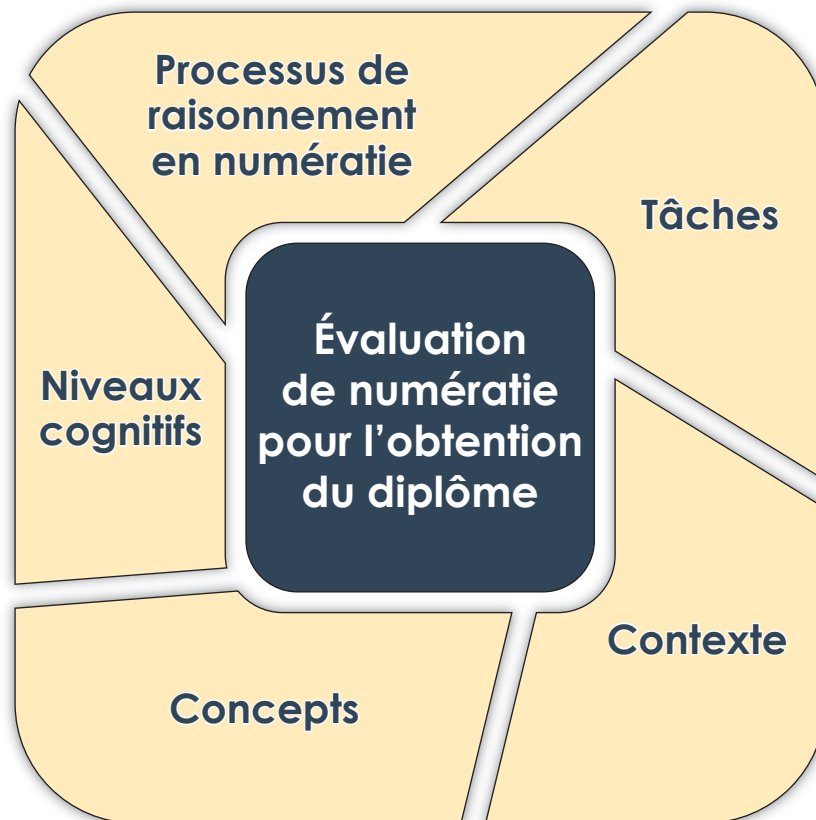 Processus de
raisonnement
en numératie
Tâches
Évaluation
de numératie
pour l’obtention
du diplôme
Niveaux
cognitifs
Contexte
Concepts